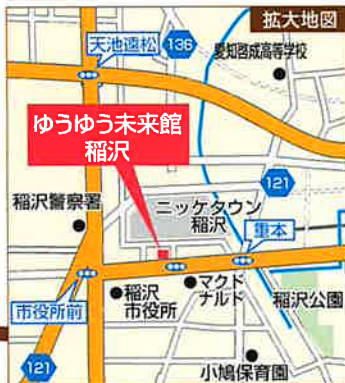 拡大地図
天池遠松
136
愛知啓成高等学校
ゆうゆう未来館
稲沢
121
稲沢警察署
ニッケタウン
稲沢
重本
市役所前
稲沢
市役所
マクド
ナルド
稲沢公園
121
小鳩保育園